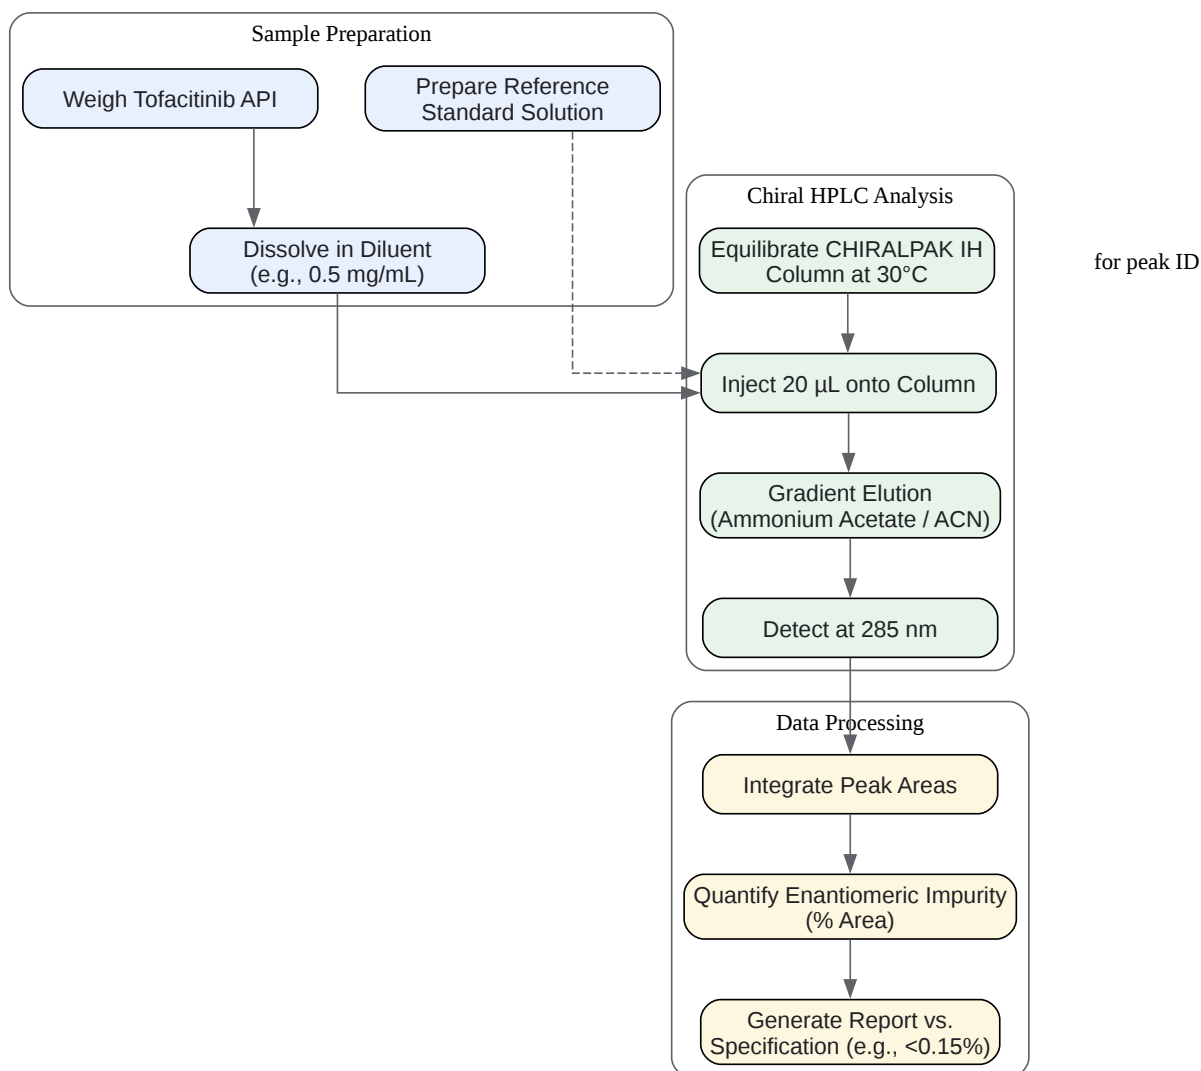 Sample Preparation
Weigh Tofacitinib API
Prepare Reference
Standard Solution
Dissolve in Diluent
(e.g., 0.5 mg/mL)
Chiral HPLC Analysis
Equilibrate CHIRALPAK IH
Column at 30°C
for peak ID
Inject 20 µL onto Column
Gradient Elution
(Ammonium Acetate / ACN)
Detect at 285 nm
Data Processing
Integrate Peak Areas
Quantify Enantiomeric Impurity
(% Area)
Generate Report vs.
Specification (e.g., <0.15%)